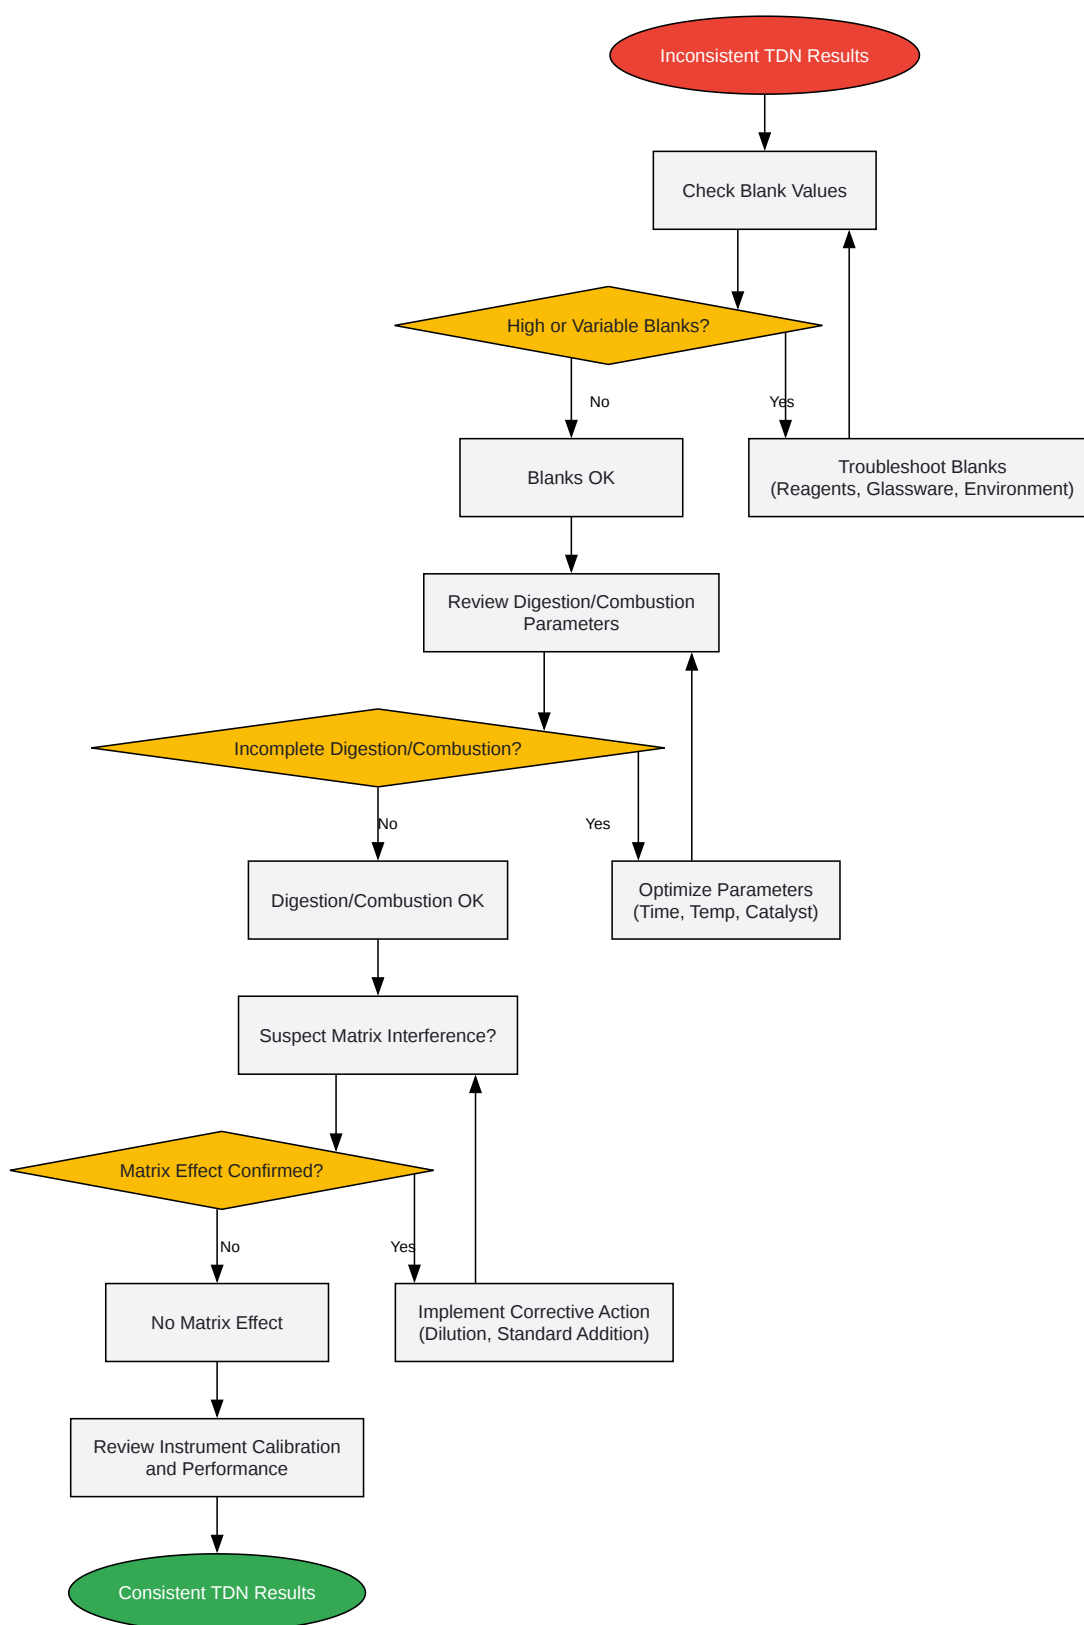 Inconsistent TDN Results
Check Blank Values
High or Variable Blanks?
No
Yes
Blanks OK
Troubleshoot Blanks
(Reagents, Glassware, Environment)
Review Digestion/Combustion
Parameters
Incomplete Digestion/Combustion?
No
Yes
Digestion/Combustion OK
Optimize Parameters
(Time, Temp, Catalyst)
Suspect Matrix Interference?
Matrix Effect Confirmed?
No
Yes
No Matrix Effect
Implement Corrective Action
(Dilution, Standard Addition)
Review Instrument Calibration
and Performance
Consistent TDN Results